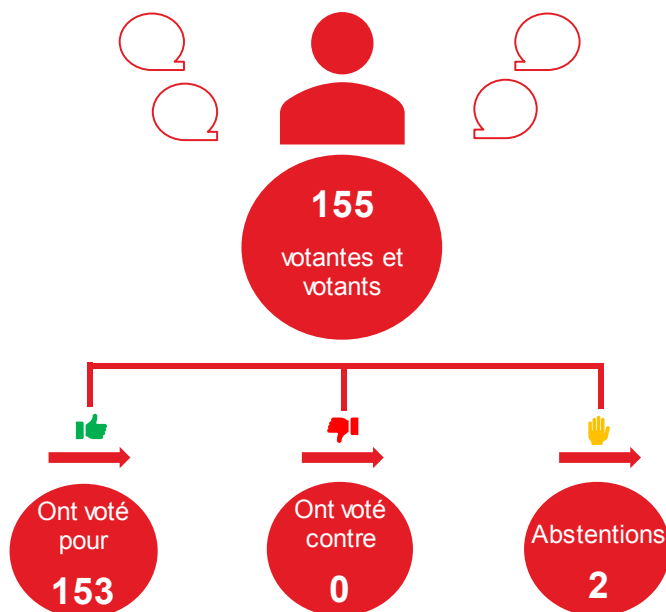 155
votantes et
votants
Ont voté
pour
153
Ont voté
contre
0
Abstentions
2